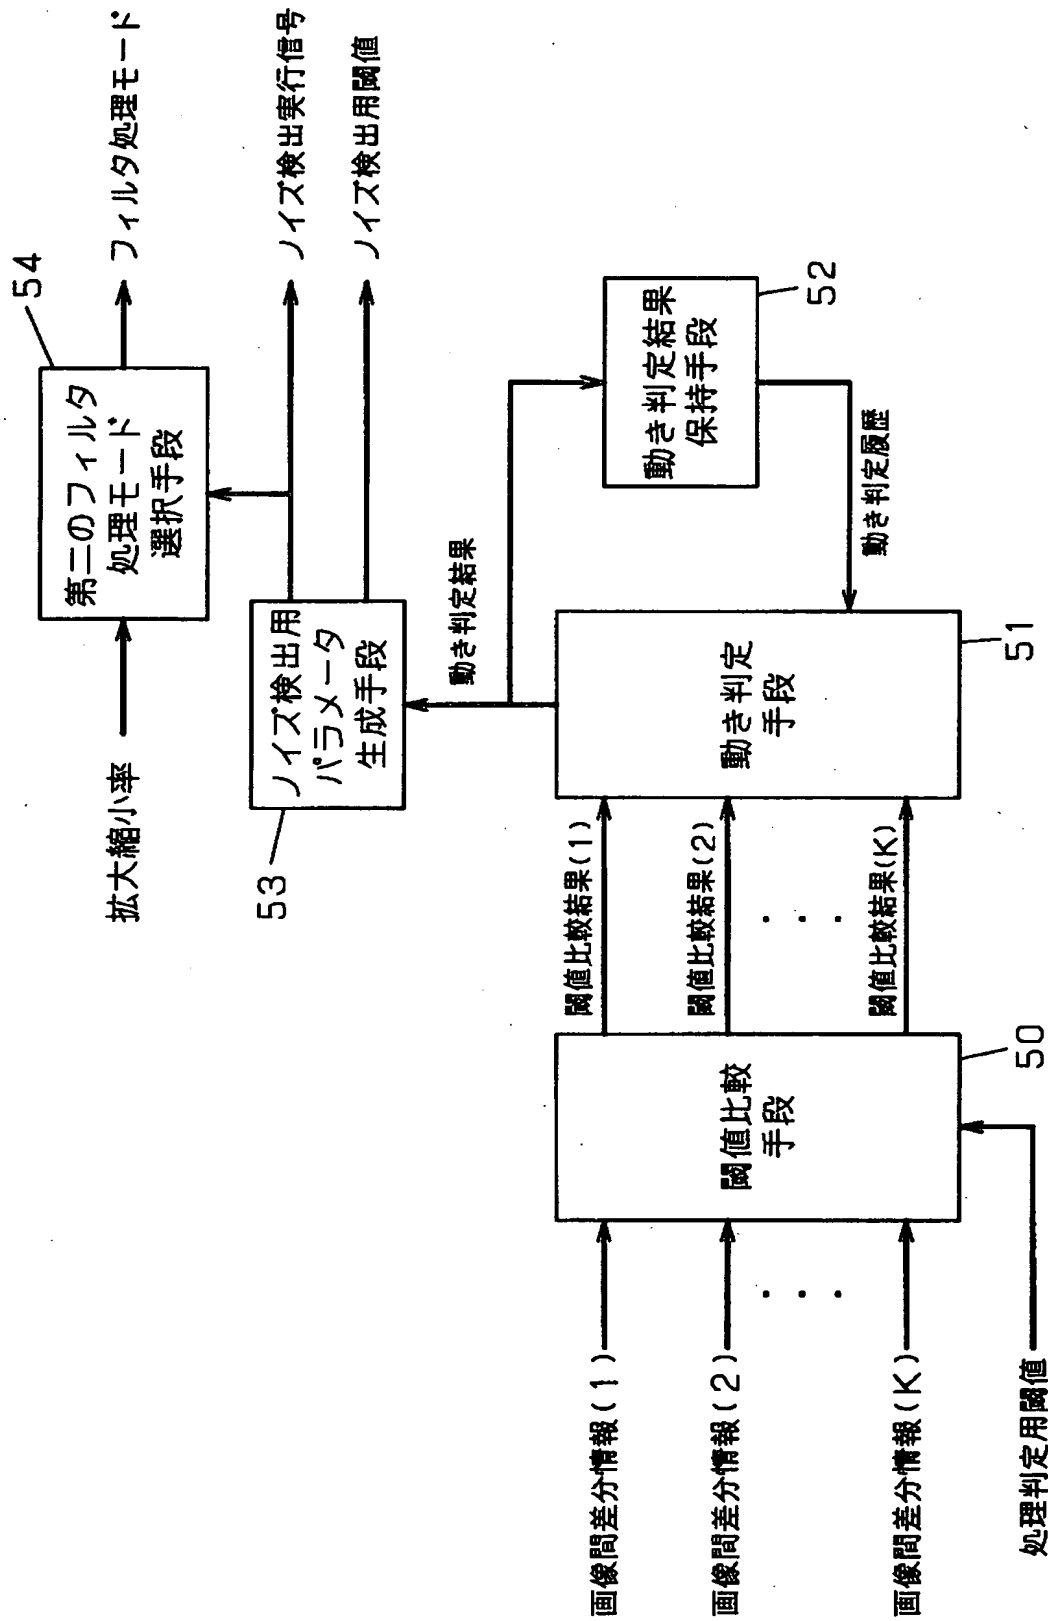 拡大縮小率
第二のフィルタ
処理モード
選択手段
54
フィルタ処理モード
ノイズ検出実行信号
ノイズ検出用閾値
53
ノイズ検出用
パラメータ
生成手段
動き判定結果
動き判定結果
保持手段
52
動き判定履歴
画像間差分情報(1)
画像間差分情報(2)
・・・
画像間差分情報(K)
処理判定用閾値
閾値比較
手段
50
閾値比較結果(1)
閾値比較結果(2)
・・・
閾値比較結果(K)
動き判定
手段
51